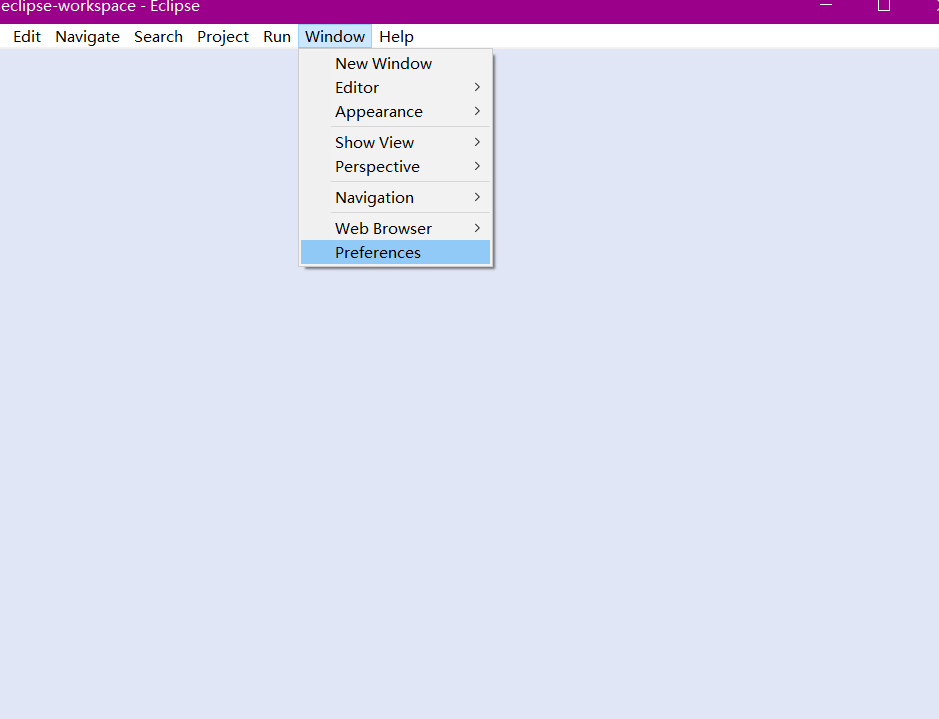 eclipse-workspace - Eclipse
Edit Navigate Search Project Run Window Help
New Window
Editor
Appearance
Show View
Perspective
Navigation
Web Browser
Preferences